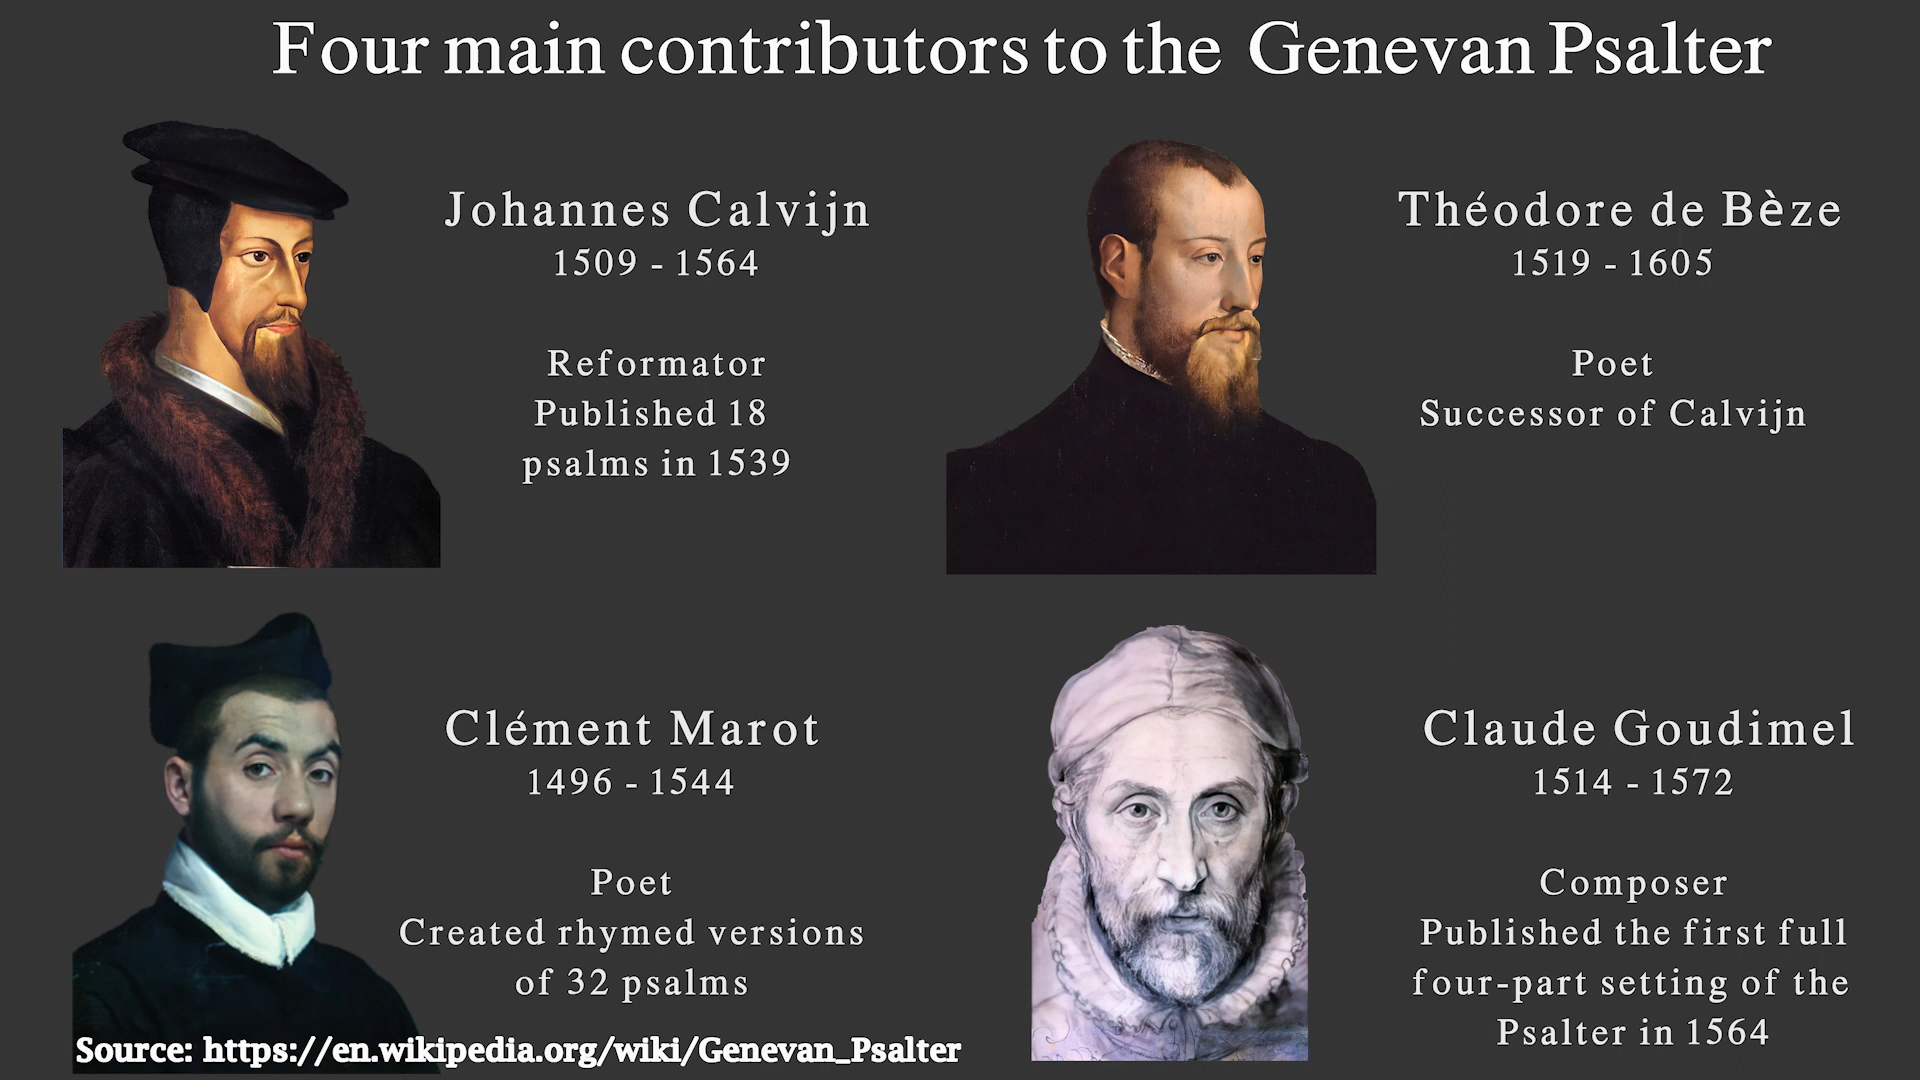 Four main contributors to the Genevan Psalter
Johannes Calvijn
1509 - 1564
Reformator
Published 18
psalms in 1539
Théodore de Bèze
1519 - 1605
Poet
Successor of Calvijn
Clément Marot
1496 - 1544
Poet
Created rhymed versions
of 32 psalms
Claude Goudimel
1514 - 1572
Composer
Published the first full
four-part setting of the
Psalter in 1564
Source: https://en.wikipedia.org/wiki/Genevan_Psalter